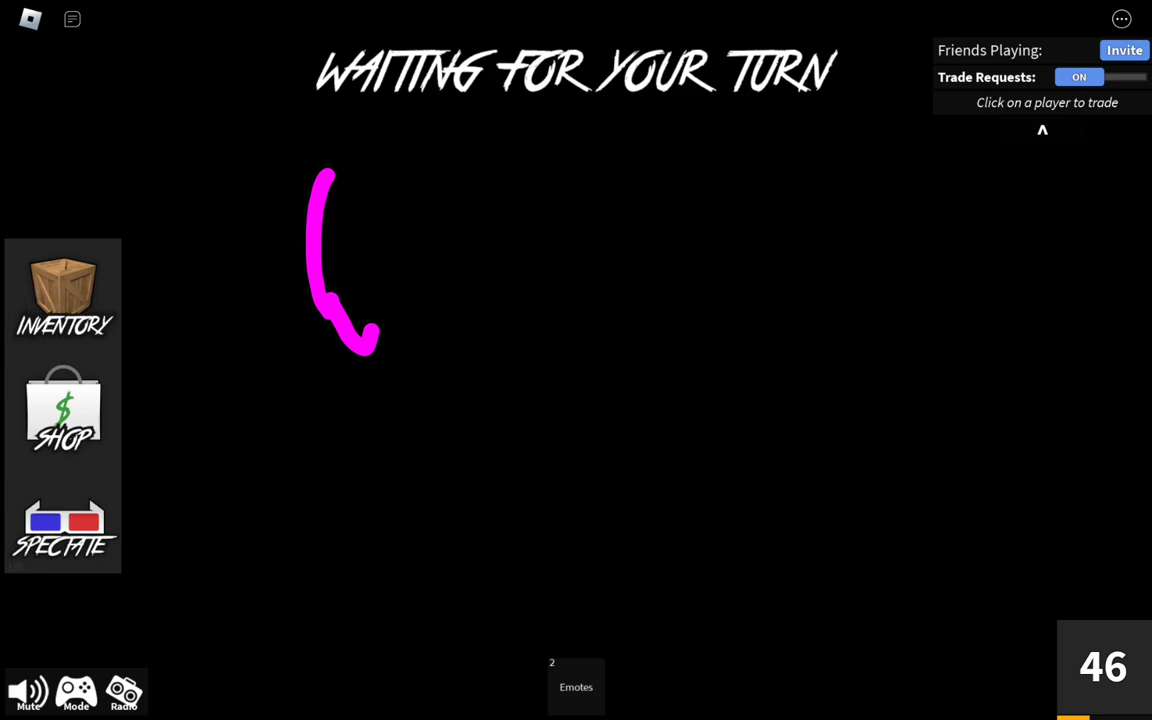 WAITING FOR YOUR TURN
Friends Playing:
Invite
Trade Requests:
ON
Click on a player to trade
INVENTORY
$
SHOP
SPECTATE
135
2
Emotes
Mute
Mode
Radio
46